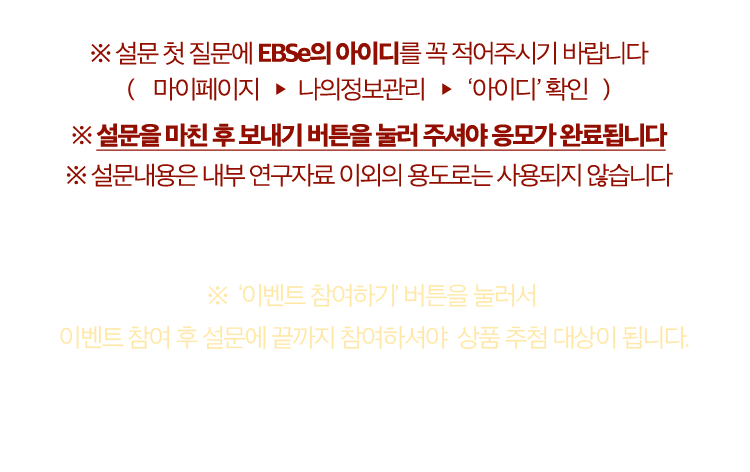 ※ 설문 첫 질문에 EBSe의 아이디를 꼭 적어주시기 바랍니다
( 마이페이지 ▶ 나의정보관리 ▶ ‘아이디’ 확인 )
※ 설문을 마친 후 보내기 버튼을 눌러 주셔야 응모가 완료됩니다
※ 설문내용은 내부 연구자료 이외의 용도로는 사용되지 않습니다
※ ‘이벤트 참여하기’ 버튼을 눌러서
이벤트 참여 후 설문에 끝까지 참여하셔야 상품 추첨 대상이 됩니다.